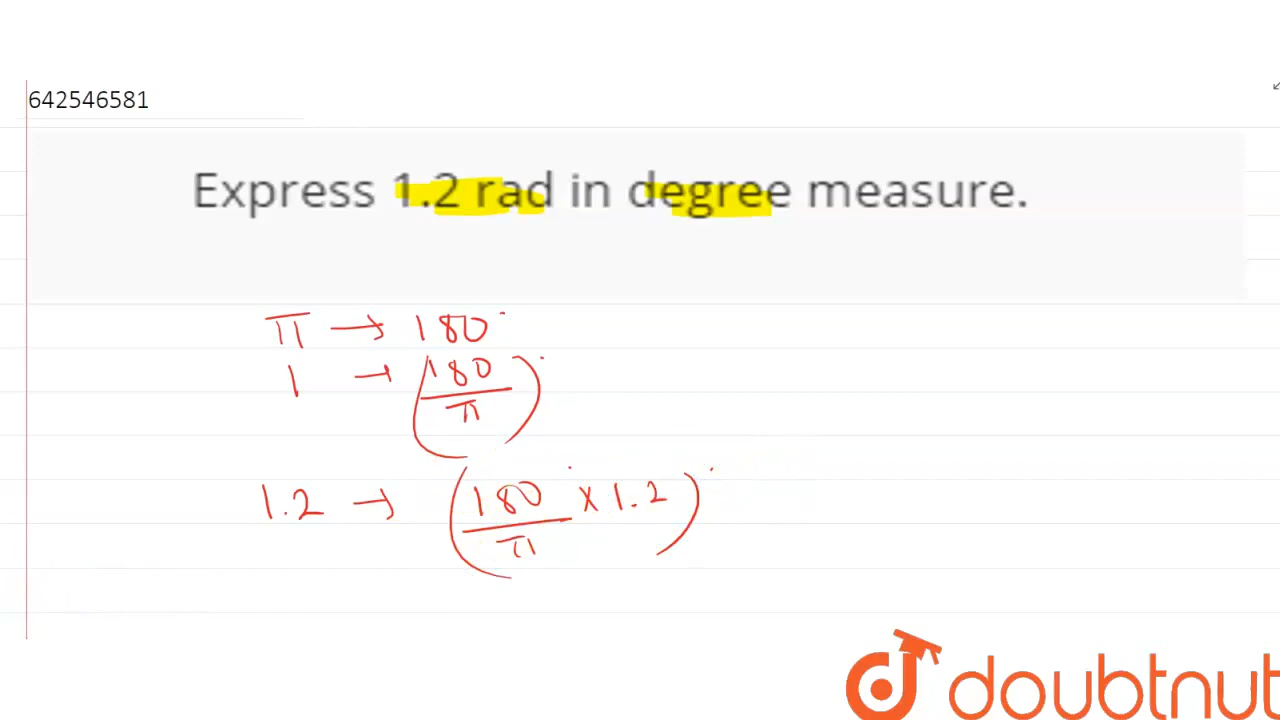 642546581
Express 1.2 rad in degree measure.
π → 180°
1 → (180/π)°
1.2 → (180°/π × 1.2)°
doubtnut